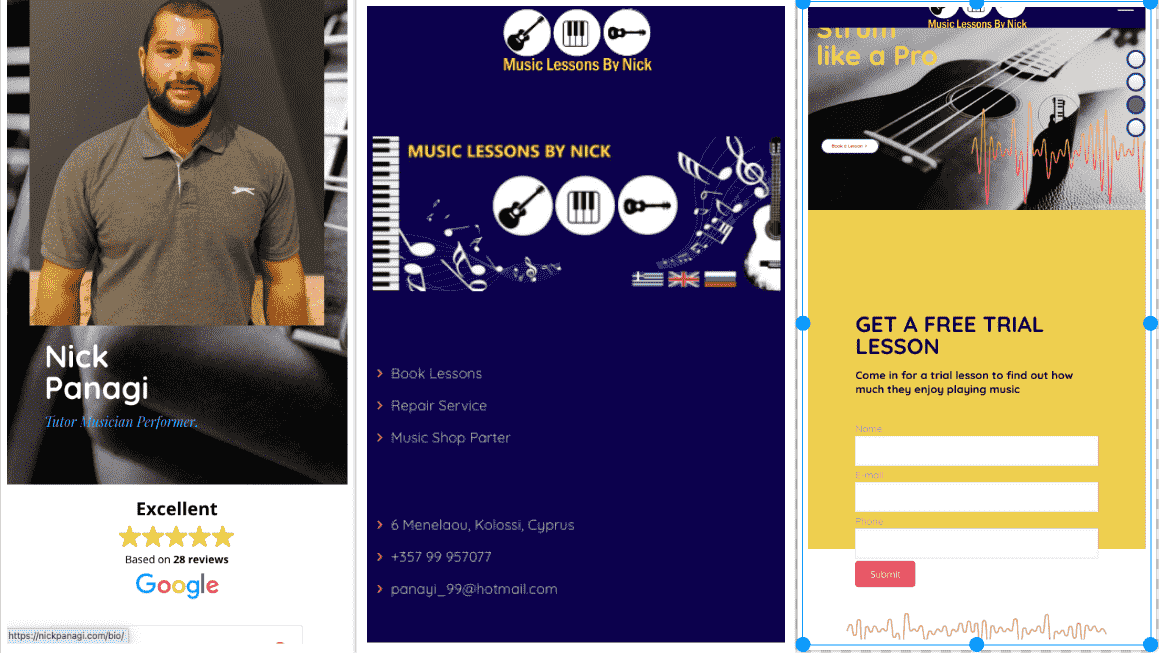 Nick
Panagi
Tutor Musician Performer.
Excellent
Based on 28 reviews
Google
https://nickpanagi.com/bio/
Music Lessons By Nick
MUSIC LESSONS BY NICK
Book Lessons
Repair Service
Music Shop Parter
6 Menelaou, Kolossi, Cyprus
+357 99 957077
panayi_99@hotmail.com
Music Lessons By Nick
Strum
like a Pro
Book a Lesson >
GET A FREE TRIAL
LESSON
Come in for a trial lesson to find out how
much they enjoy playing music
Name
E-mail
Phone
Submit